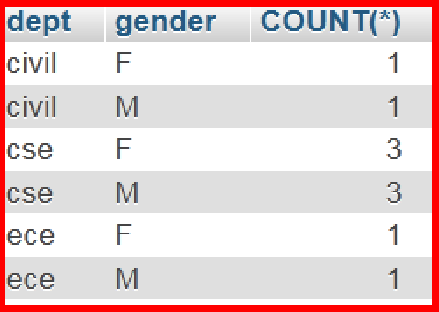 dept gender COUNT(*)
civil F 1
civil M 1
cse F 3
cse M 3
ece F 1
ece M 1